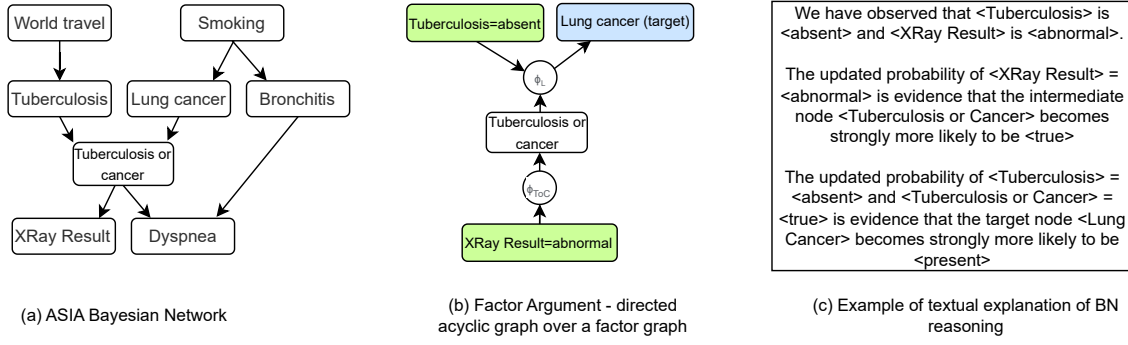 World travel
Smoking
Tuberculosis
Lung cancer
Bronchitis
Tuberculosis or
cancer
XRay Result
Dyspnea
(a) ASIA Bayesian Network
Tuberculosis=absent
Lung cancer (target)
ϕL
Tuberculosis or
cancer
ϕToC
XRay Result=abnormal
(b) Factor Argument - directed
acyclic graph over a factor graph
We have observed that <Tuberculosis> is
<absent> and <XRay Result> is <abnormal>.
The updated probability of <XRay Result> =
<abnormal> is evidence that the intermediate
node <Tuberculosis or Cancer> becomes
strongly more likely to be <true>
The updated probability of <Tuberculosis> =
<absent> and <Tuberculosis or Cancer> =
<true> is evidence that the target node <Lung
Cancer> becomes strongly more likely to be
<present>
(c) Example of textual explanation of BN
reasoning